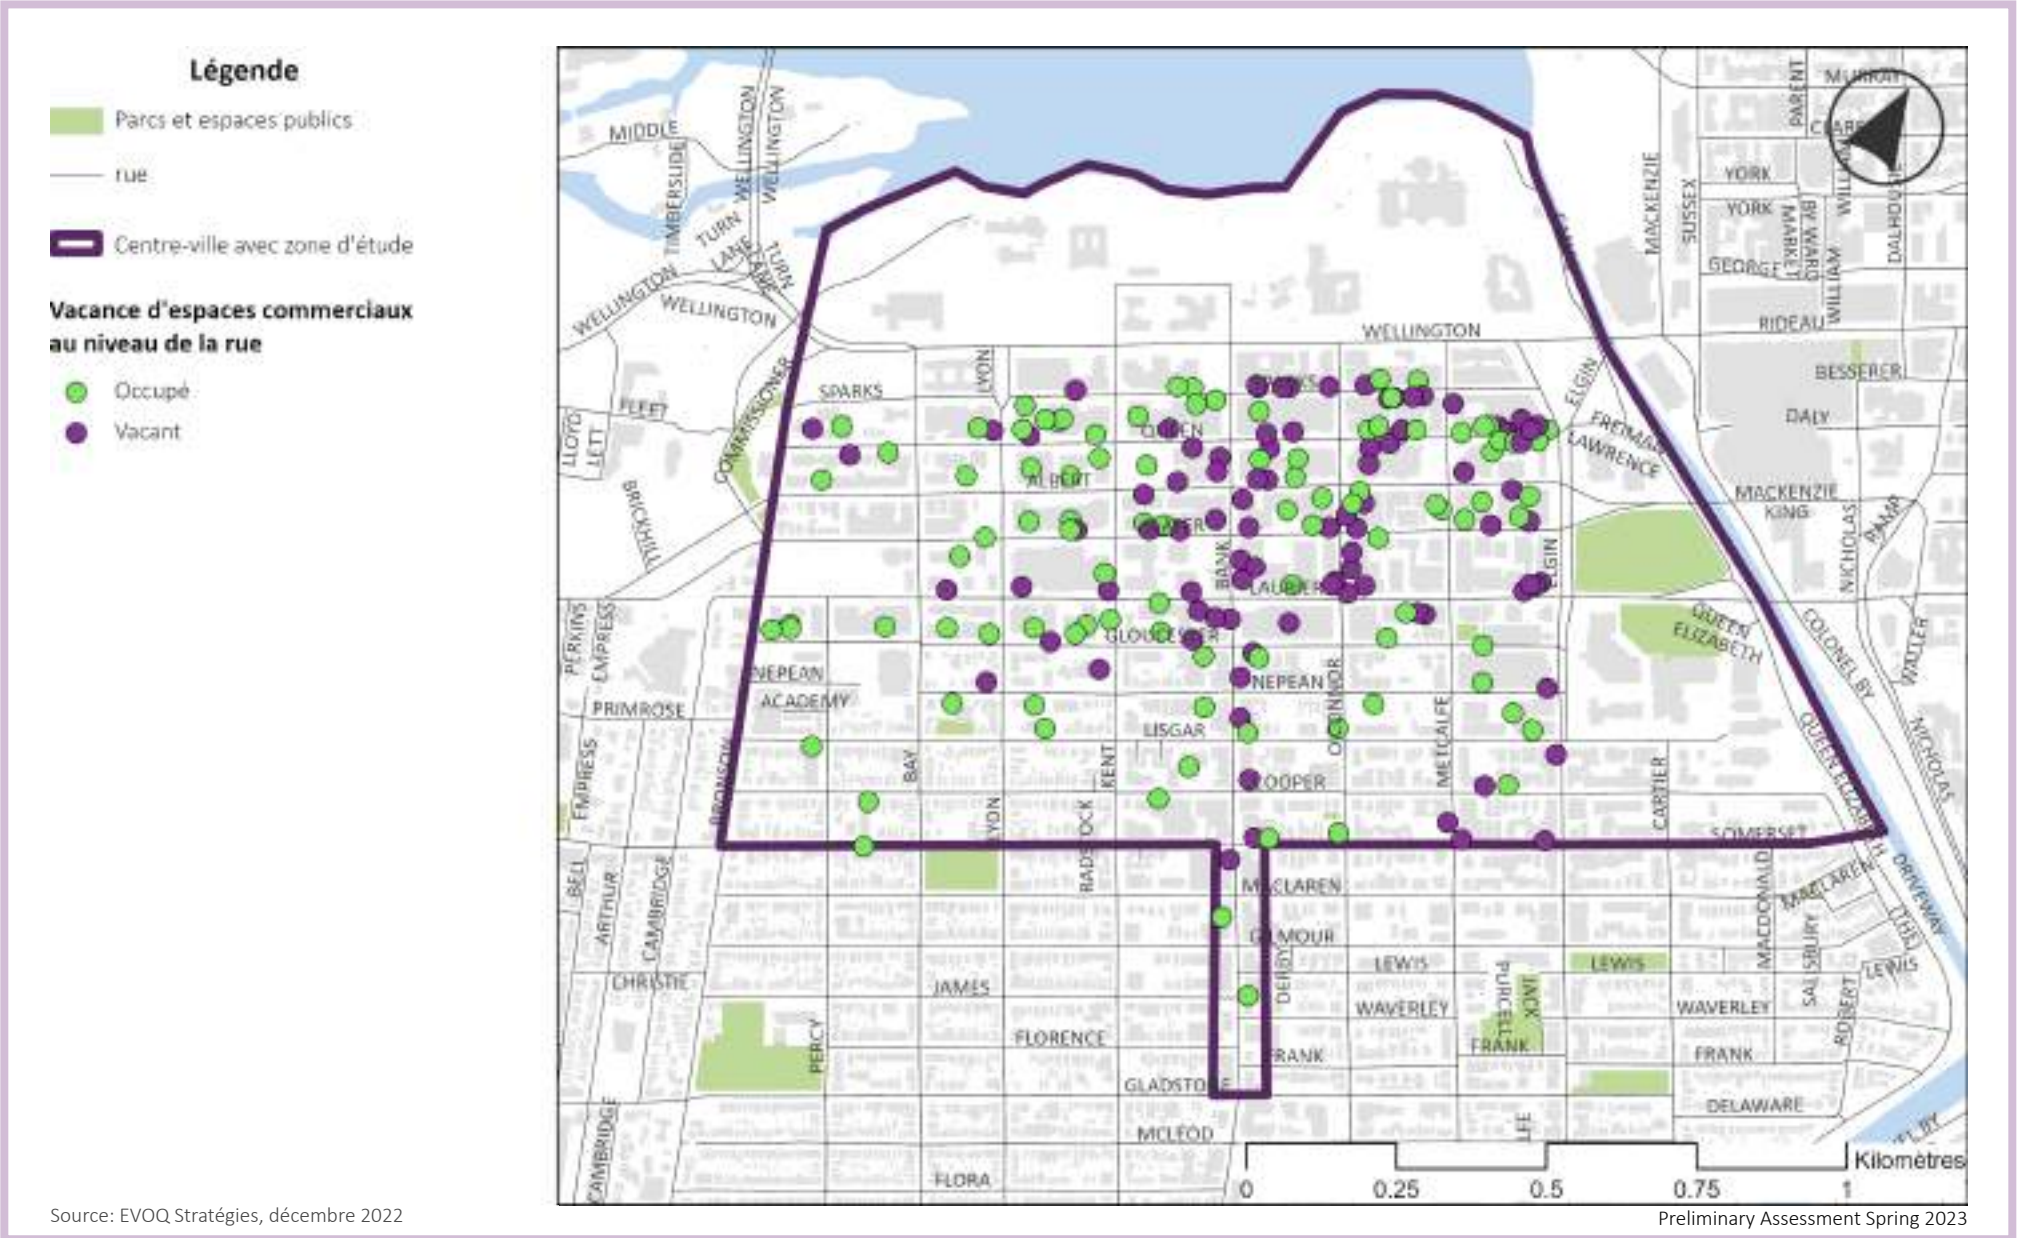 Légende
Parcs et espaces publics
rue
Centre-ville avec zone d'étude
Vacance d'espaces commerciaux
au niveau de la rue
Occupé
Vacant
MIDDLE
TIMBERSLIDE
WELLINGTON
WELLINGTON
TURN
LANE
TURN
WELLINGTON
WELLINGTON
WELLINGTON
PARENT
MURRAY
YORK
YORK
MACKENZIE
SUSSEX
BY WARD
MARKET
WILLIAM
DALHOUSIE
GEORGE
RIDEAU
BESSERER
DALY
SPARKS
LYON
COMMISSIONER
FLEET
LLOYD
LETT
BRICKHILL
QUEEN
ALBERT
ELGIN
LAWRENCE
MACKENZIE
KING
NICHOLAS
BANK
LAURIER
ELGIN
GLOUCESTER
QUEEN
ELIZABETH
COLONEL BY
WALLER
PERKINS
EMPRESS
NEPEAN
ACADEMY
PRIMROSE
NEPEAN
LISGAR
O'CONNOR
METCALFE
COOPER
EMPRESS
BRONSON
BAY
LYON
KENT
RADSTOCK
CARTIER
SOMERSET
NICHOLAS
BELL
ARTHUR
CAMBRIDGE
MACLAREN
GILMOUR
DERBY
MACDONALD
MACLAREN
SALISBURY
DRIVEWAY
(THE)
CHRISTIE
JAMES
LEWIS
LEWIS
LEWIS
PURCELL
JACK
WAVERLEY
WAVERLEY
ROBERT
PERCY
FLORENCE
FRANK
FRANK
FRANK
GLADSTONE
DELAWARE
CAMBRIDGE
MCLEOD
FLORA
Kilomètres
0 0.25 0.5 0.75 1
Source: EVOQ Stratégies, décembre 2022
Preliminary Assessment Spring 2023